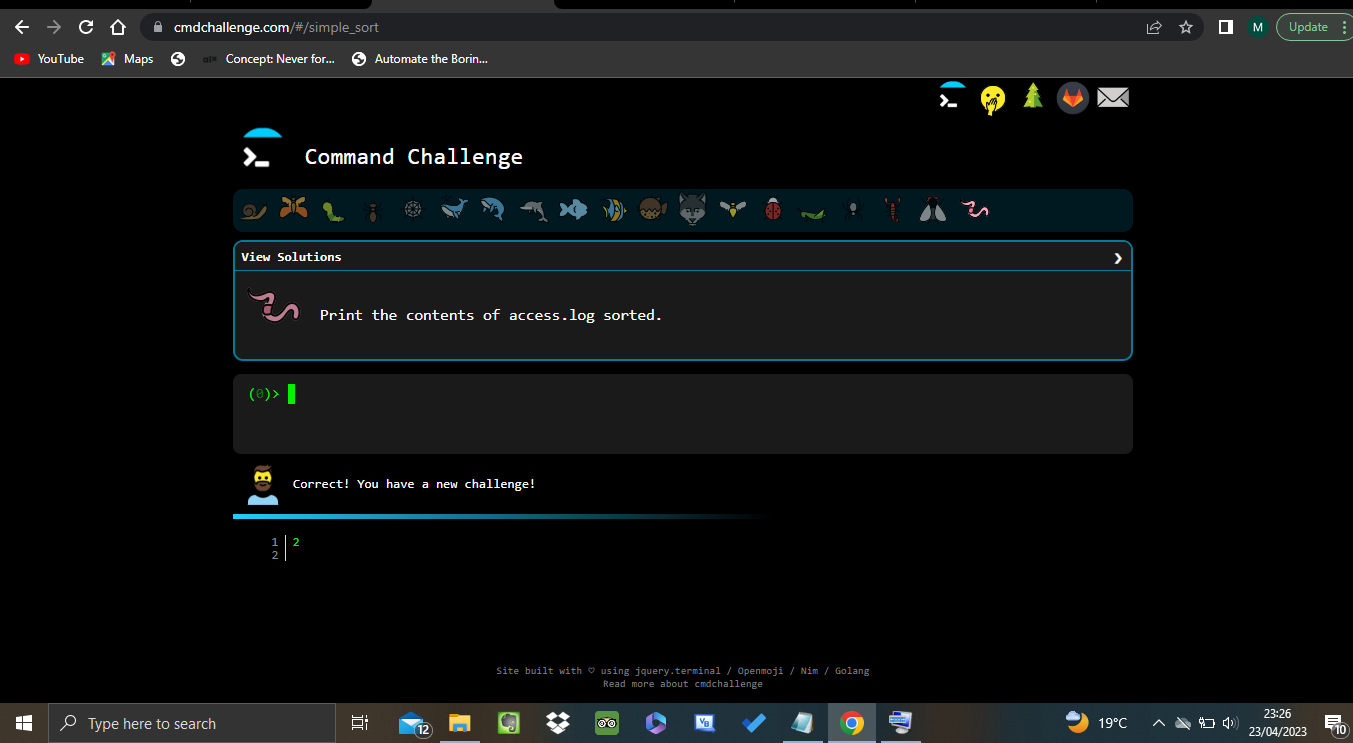 cmdchallenge.com/#/simple_sort
M
Update
YouTube
Maps
Concept: Never for...
Automate the Borin...
Command Challenge
View Solutions
Print the contents of access.log sorted.
(0)>
Correct! You have a new challenge!
1 2
2
Site built with ♡ using jquery.terminal / Openmoji / Nim / Golang
Read more about cmdchallenge
Type here to search
12
VB
19°C
23:26
23/04/2023
10